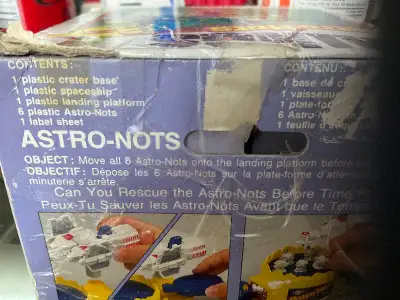 CONTENTS:
1 plastic crater base
1 plastic spaceship
1 plastic landing platform
6 plastic Astro-Nots
1 label sheet
CONTENU:
1 base de
1 vaisseau
1 plate-fo
6 Astro-N
1 feuille d'
ASTRO-NOTS
OBJECT: Move all 6 Astro-Nots onto the landing platform before
OBJECTIF: Dépose les 6 Astro-Nots sur la plate-forme d'atter
minuterie s'arrête.
Can You Rescue the Astro-Nots Before Time R
Peux-Tu Sauver les Astro-Nots Avant que le Temp